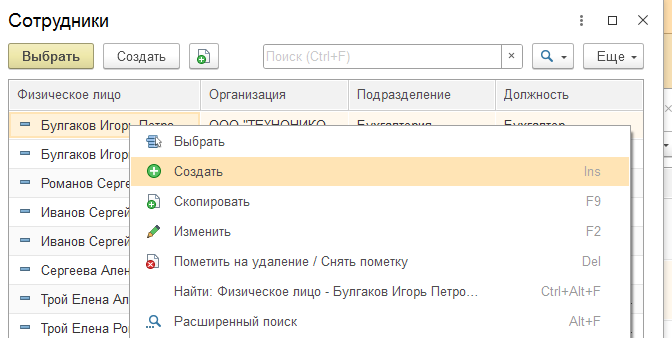 Сотрудники
Выбрать Создать Поиск (Ctrl+F) × Еще
Физическое лицо Организация Подразделение Должность
Булгаков Игорь Петро... ООО "ТЕХНОНИКО... Бухгалтерия Бухгалтер
Булгаков Игорь
Выбрать
Романов Серге
Создать Ins
Иванов Сергей
Скопировать F9
Иванов Сергей
Изменить F2
Сергеева Ален
Пометить на удаление / Снять пометку Del
Трой Елена Ал
Найти: Физическое лицо - Булгаков Игорь Петро... Ctrl+Alt+F
Трой Елена Ро
Расширенный поиск Alt+F